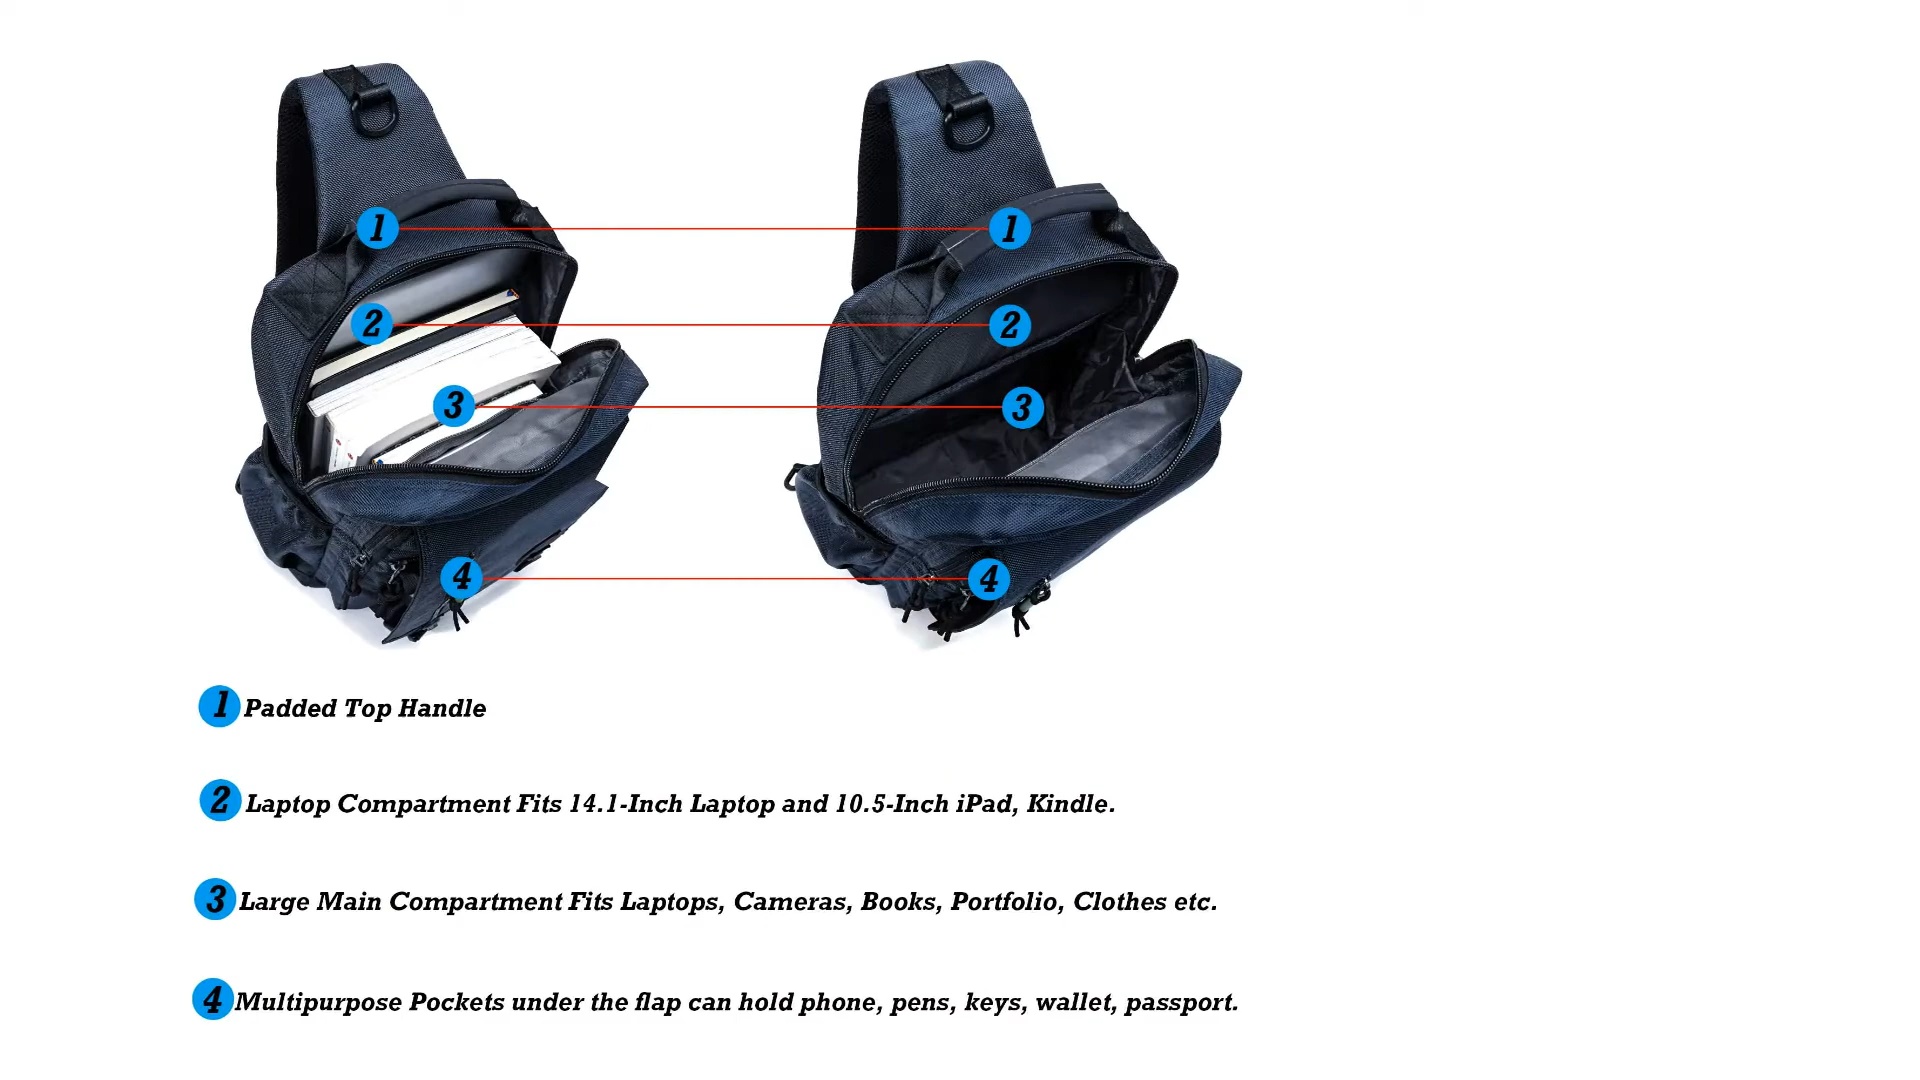 1 1
2 2
3 3
4 4
1 Padded Top Handle
2 Laptop Compartment Fits 14.1-Inch Laptop and 10.5-Inch iPad, Kindle.
3 Large Main Compartment Fits Laptops, Cameras, Books, Portfolio, Clothes etc.
4 Multipurpose Pockets under the flap can hold phone, pens, keys, wallet, passport.